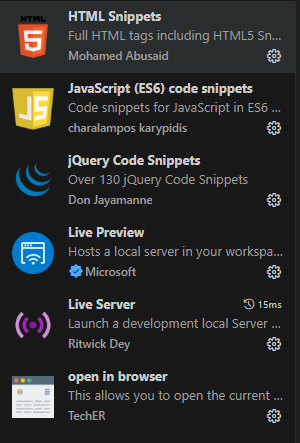 HTML
5
HTML Snippets
Full HTML tags including HTML5 Sn...
Mohamed Abusaid
JS
JavaScript (ES6) code snippets
Code snippets for JavaScript in ES6 ...
charalampos karypidis
jQuery Code Snippets
Over 130 jQuery Code Snippets
Don Jayamanne
Live Preview
Hosts a local server in your workspa...
Microsoft
Live Server 15ms
Launch a development local Server ...
Ritwick Dey
open in browser
This allows you to open the current ...
TechER